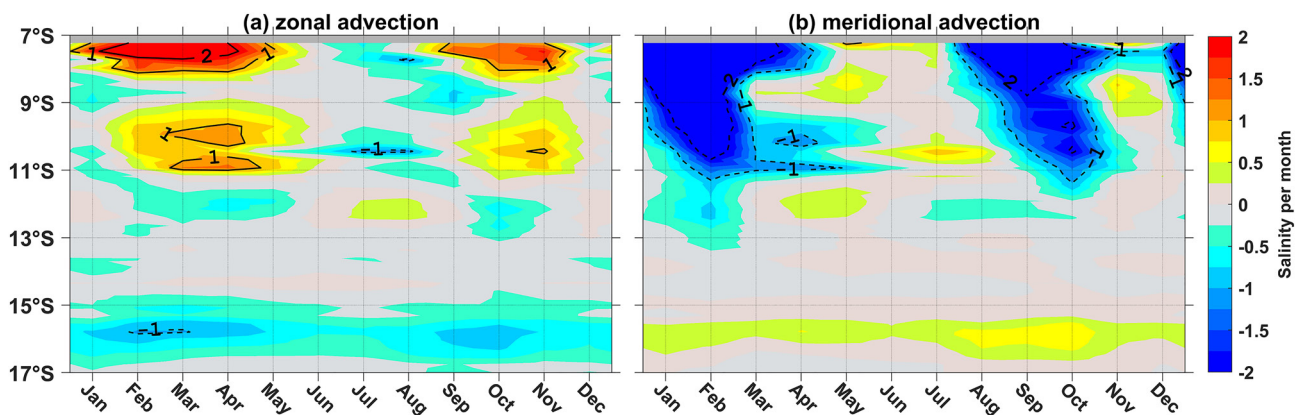 (a) zonal advection
(b) meridional advection
7°S
9°S
11°S
13°S
15°S
17°S
1
2
1
1
1
1
-1
-1
Jan Feb Mar Apr May Jun Jul Aug Sep Oct Nov Dec
-2
1
-1
-1
-2
1
-1
-2
Jan Feb Mar Apr May Jun Jul Aug Sep Oct Nov Dec
2
1.5
1
0.5
0
-0.5
-1
-1.5
-2
Salinity per month